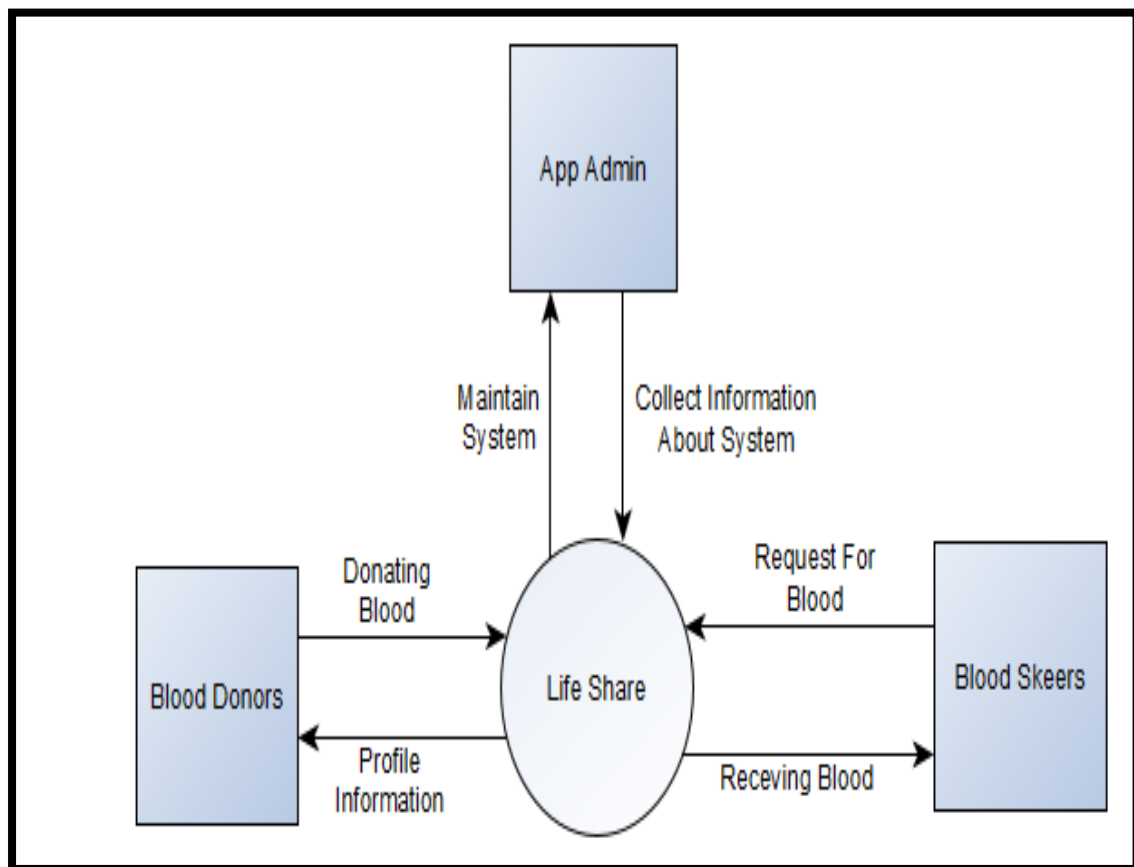 App Admin
Maintain
System
Collect Information
About System
Donating
Blood
Request For
Blood
Blood Donors
Life Share
Blood Skeers
Profile
Information
Receving Blood